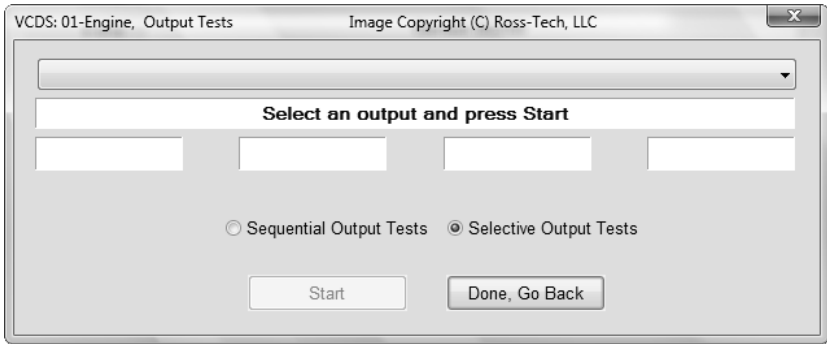 VCDS: 01-Engine, Output Tests Image Copyright (C) Ross-Tech, LLC
Select an output and press Start
Sequential Output Tests Selective Output Tests
Start Done, Go Back